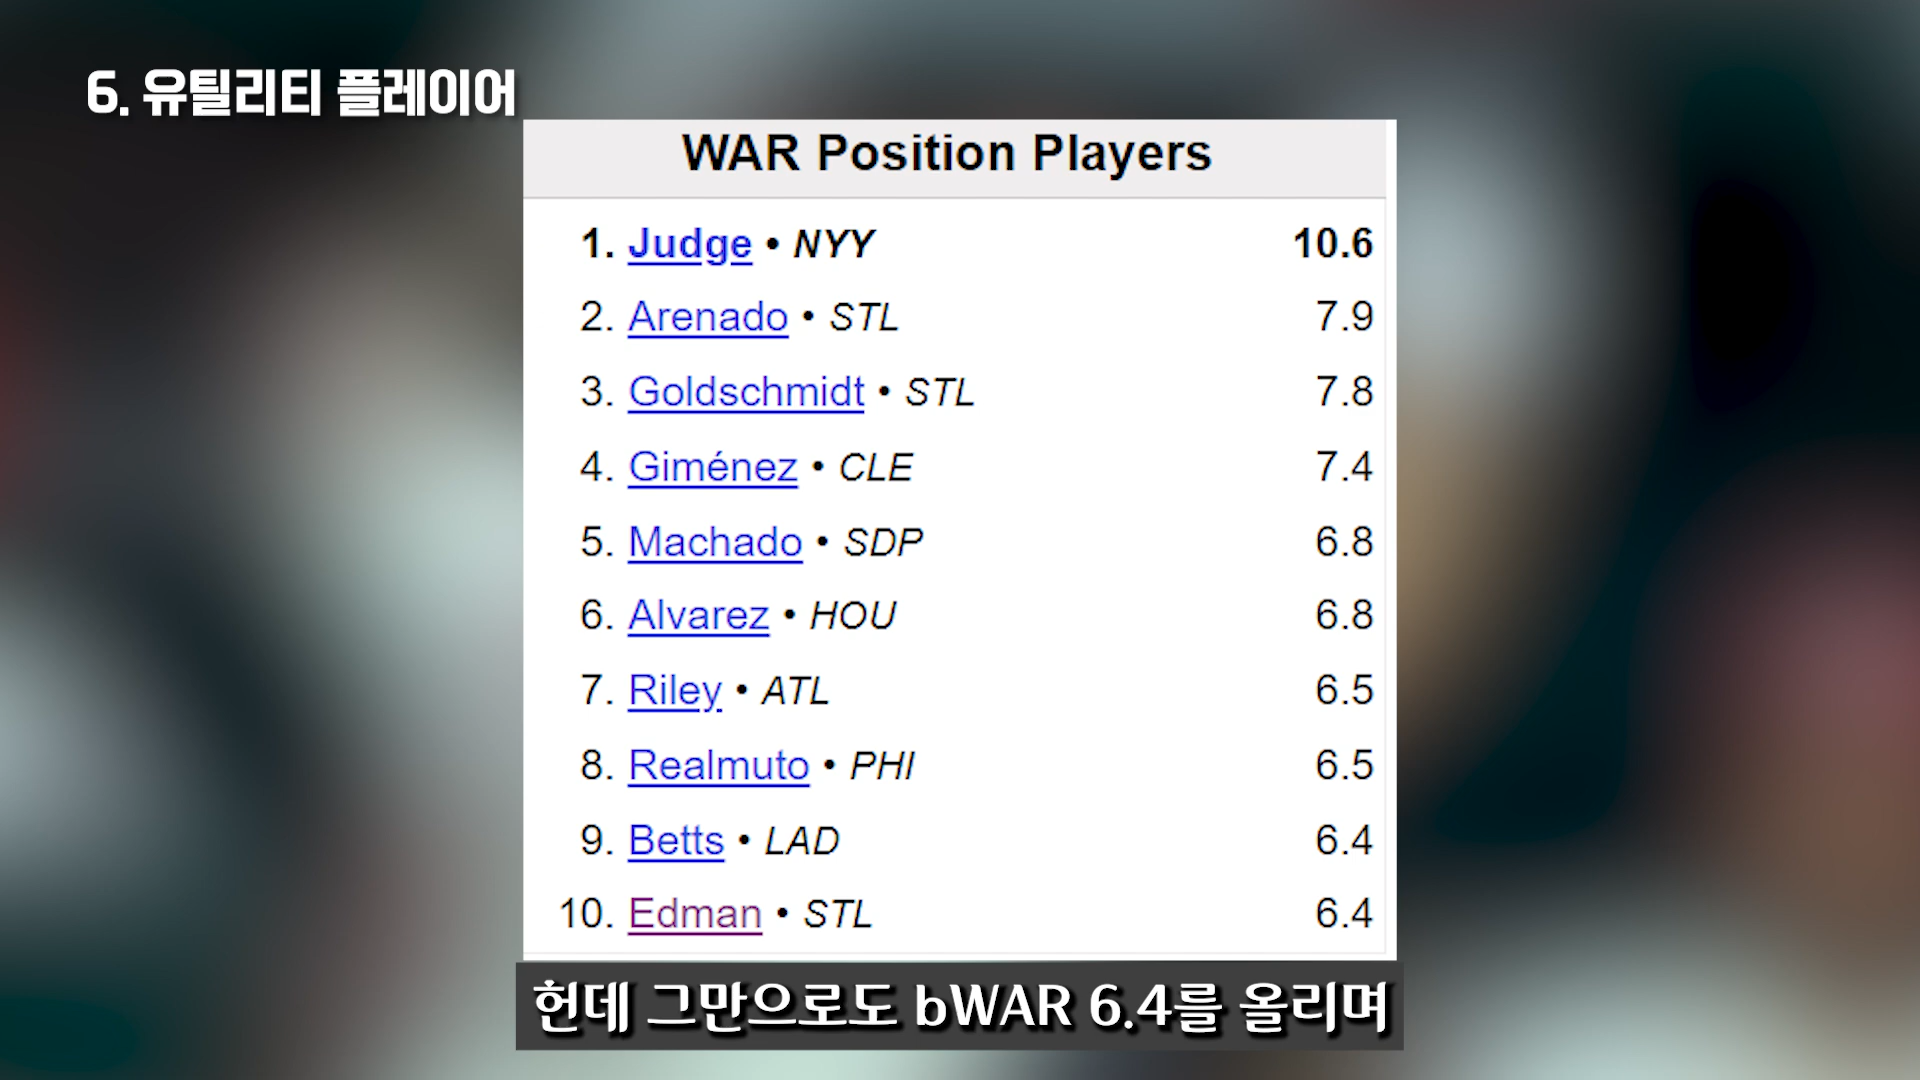 6. 유틸리티 플레이어
WAR Position Players
1. Judge • NYY 10.6
2. Arenado • STL 7.9
3. Goldschmidt • STL 7.8
4. Giménez • CLE 7.4
5. Machado • SDP 6.8
6. Alvarez • HOU 6.8
7. Riley • ATL 6.5
8. Realmuto • PHI 6.5
9. Betts • LAD 6.4
10. Edman • STL 6.4
헌데 그만으로도 bWAR 6.4를 올리며